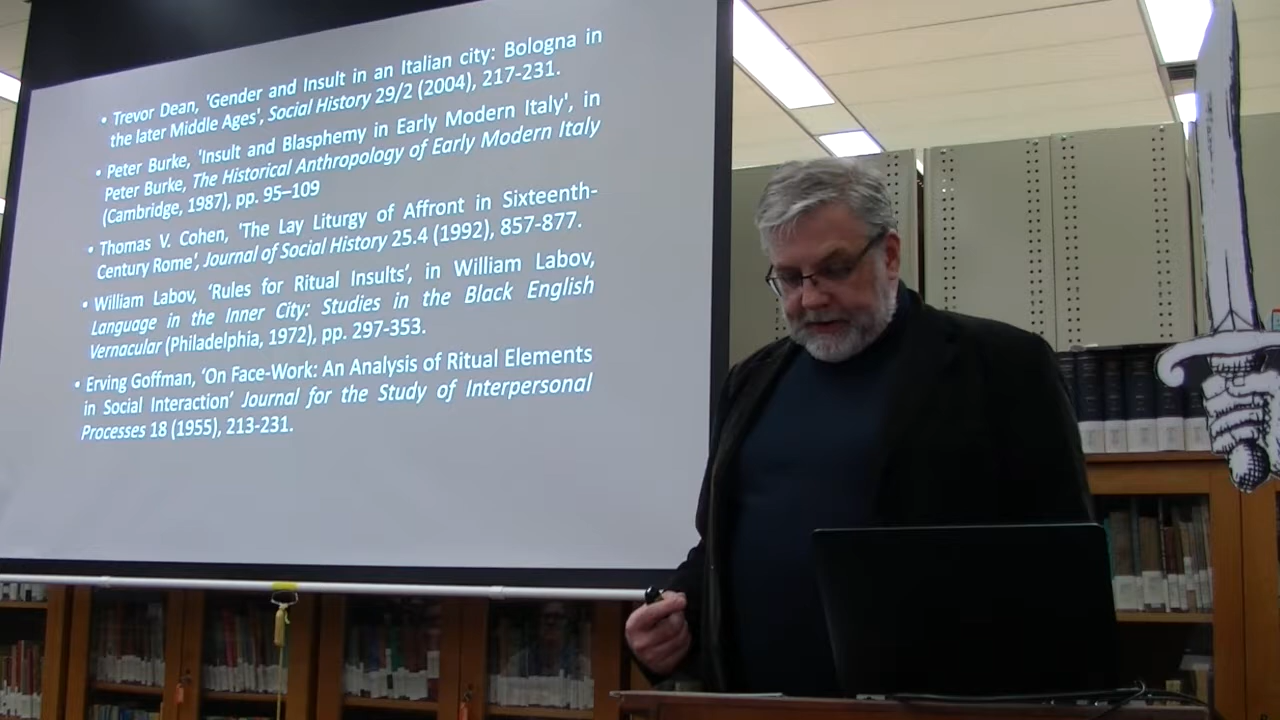 • Trevor Dean, 'Gender and Insult in an Italian city: Bologna in
the later Middle Ages', Social History 29/2 (2004), 217-231.
• Peter Burke, 'Insult and Blasphemy in Early Modern Italy', in
Peter Burke, The Historical Anthropology of Early Modern Italy
(Cambridge, 1987), pp. 95–109
• Thomas V. Cohen, 'The Lay Liturgy of Affront in Sixteenth-
Century Rome', Journal of Social History 25.4 (1992), 857-877.
• William Labov, ‘Rules for Ritual Insults’, in William Labov,
Language in the Inner City: Studies in the Black English
Vernacular (Philadelphia, 1972), pp. 297-353.
• Erving Goffman, ‘On Face-Work: An Analysis of Ritual Elements
in Social Interaction’ Journal for the Study of Interpersonal
Processes 18 (1955), 213-231.